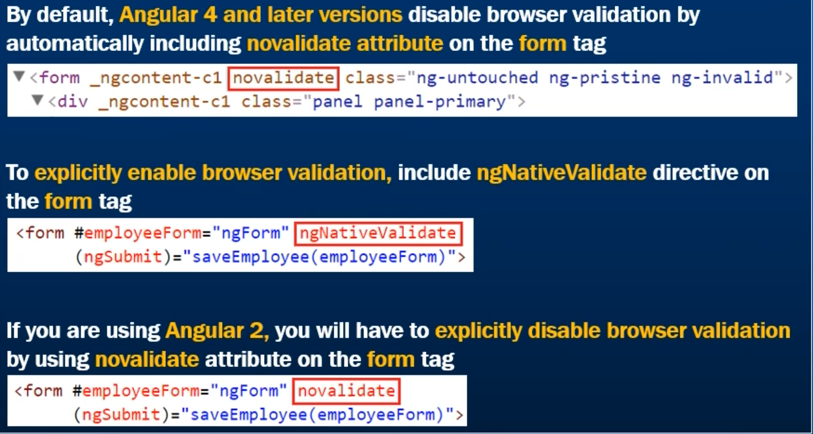 By default, Angular 4 and later versions disable browser validation by
automatically including novalidate attribute on the form tag
▼<form _ngcontent-c1 novalidate class="ng-untouched ng-pristine ng-invalid">
▼<div _ngcontent-c1 class="panel panel-primary">
To explicitly enable browser validation, include ngNativeValidate directive on
the form tag
<form #employeeForm="ngForm" ngNativeValidate
(ngSubmit)="saveEmployee(employeeForm)">
If you are using Angular 2, you will have to explicitly disable browser validation
by using novalidate attribute on the form tag
<form #employeeForm="ngForm" novalidate
(ngSubmit)="saveEmployee(employeeForm)">